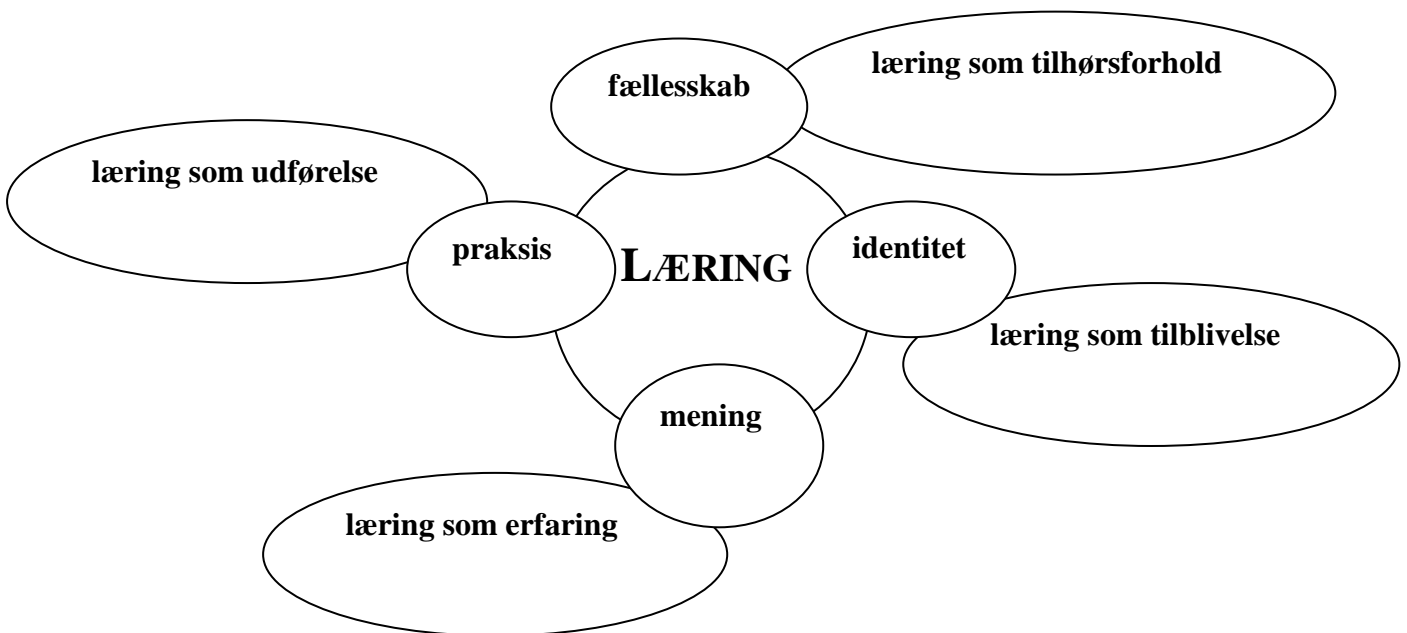 læring som tilhørsforhold
fællesskab
læring som udførelse
praksis
LÆRING
identitet
læring som tilblivelse
mening
læring som erfaring